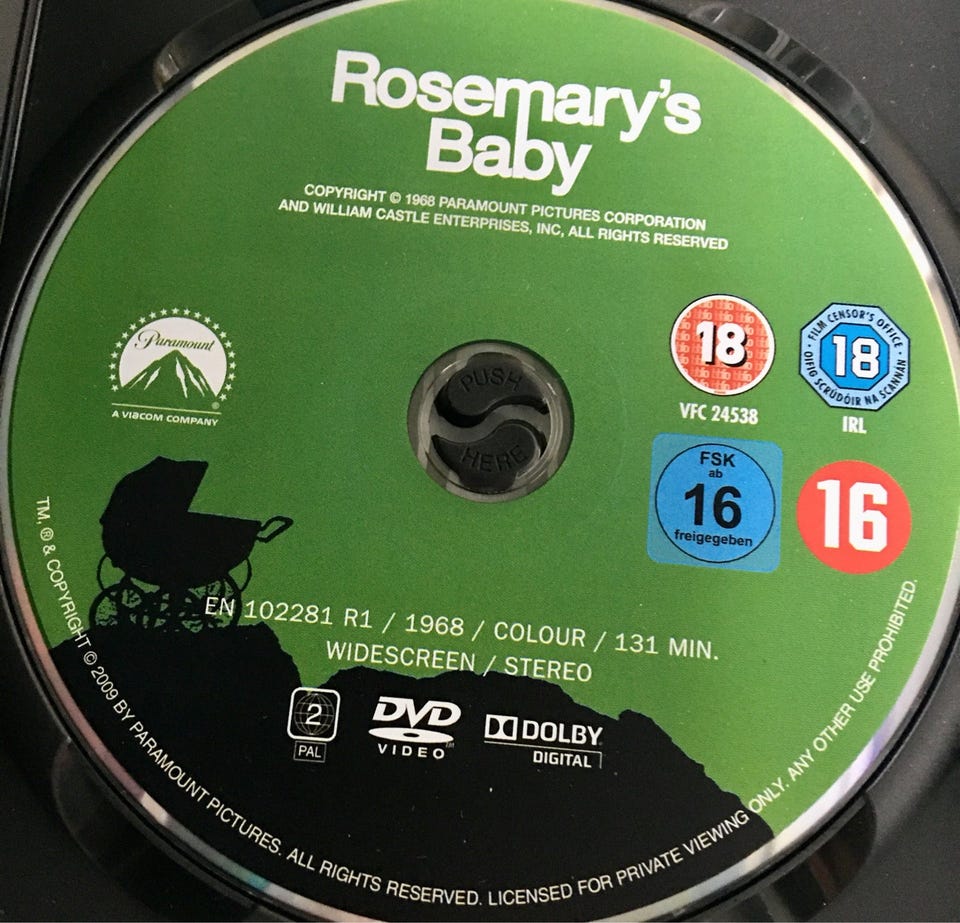 Rosemary's
Baby
COPYRIGHT © 1968 PARAMOUNT PICTURES CORPORATION
AND WILLIAM CASTLE ENTERPRISES, INC, ALL RIGHTS RESERVED
Paramount
®
A VIACOM COMPANY
18
VFC 24538
FILM CENSOR'S OFFICE
18
OIFIG SCRÚDÓIR NA SCANNÁN
IRL
PUSH
HERE
FSK
ab
16
freigegeben
16
EN 102281 R1 / 1968 / COLOUR / 131 MIN.
WIDESCREEN / STEREO
2
PAL
DVD
VIDEO
TM
DOLBY
DIGITAL
TM, ® & COPYRIGHT © 2009 BY PARAMOUNT PICTURES. ALL RIGHTS RESERVED. LICENSED FOR PRIVATE VIEWING ONLY. ANY OTHER USE PROHIBITED.